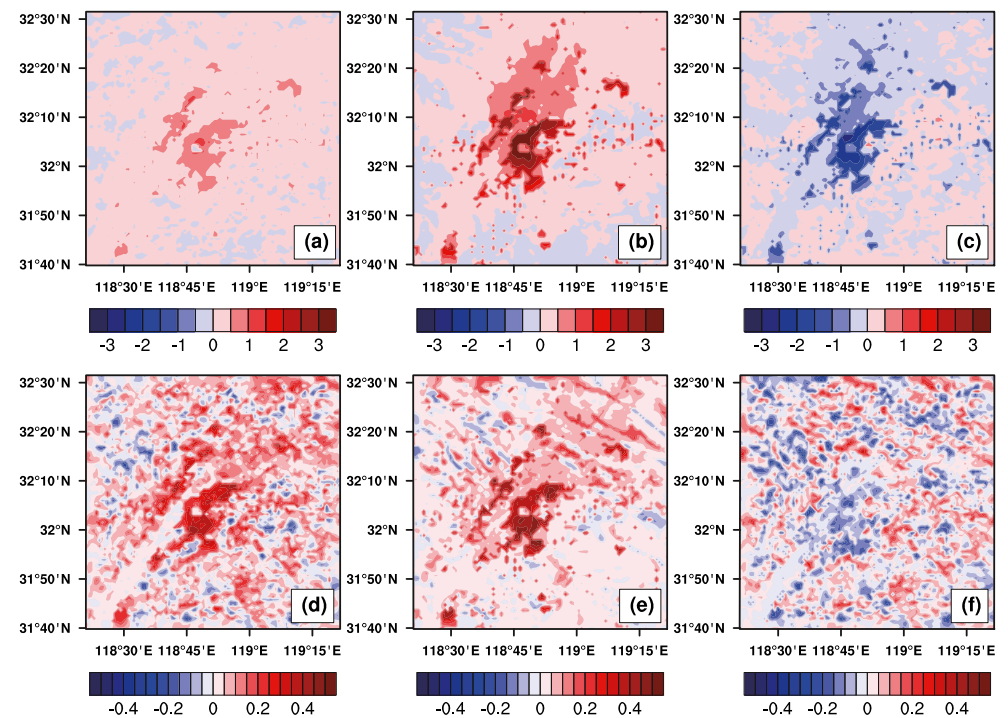 32°30'N 32°30'N 32°30'N
32°20'N 32°20'N 32°20'N
32°10'N 32°10'N 32°10'N
32°N 32°N 32°N
31°50'N 31°50'N 31°50'N
(a) (b) (c)
31°40'N 31°40'N 31°40'N
118°30'E 118°45'E 119°E 119°15'E 118°30'E 118°45'E 119°E 119°15'E 118°30'E 118°45'E 119°E 119°15'E
-3 -2 -1 0 1 2 3 -3 -2 -1 0 1 2 3 -3 -2 -1 0 1 2 3
32°30'N 32°30'N 32°30'N
32°20'N 32°20'N 32°20'N
32°10'N 32°10'N 32°10'N
32°N 32°N 32°N
31°50'N 31°50'N 31°50'N
(d) (e) (f)
31°40'N 31°40'N 31°40'N
118°30'E 118°45'E 119°E 119°15'E 118°30'E 118°45'E 119°E 119°15'E 118°30'E 118°45'E 119°E 119°15'E
-0.4 -0.2 0 0.2 0.4 -0.4 -0.2 0 0.2 0.4 -0.4 -0.2 0 0.2 0.4